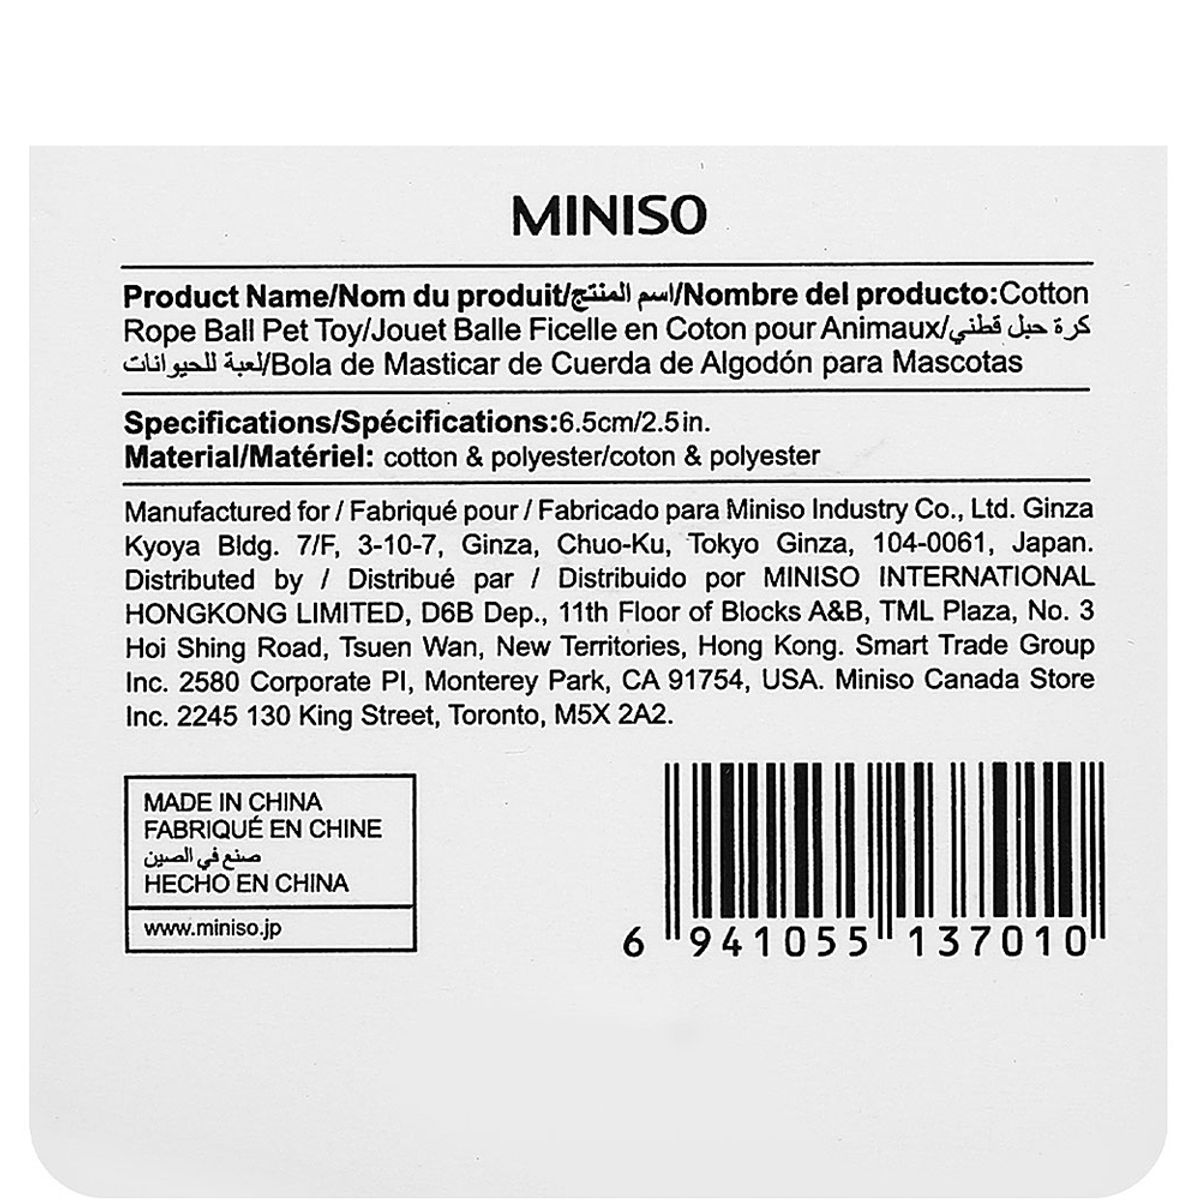 MINISO
Product Name/Nom du produit/اسم المنتج/Nombre del producto:Cotton
Rope Ball Pet Toy/Jouet Balle Ficelle en Coton pour Animaux/كرة حبل قطني
لعبة للحيوانات/Bola de Masticar de Cuerda de Algodón para Mascotas
Specifications/Spécifications:6.5cm/2.5in.
Material/Matériel: cotton & polyester/coton & polyester
Manufactured for / Fabriqué pour / Fabricado para Miniso Industry Co., Ltd. Ginza
Kyoya Bldg. 7/F, 3-10-7, Ginza, Chuo-Ku, Tokyo Ginza, 104-0061, Japan.
Distributed by / Distribué par / Distribuido por MINISO INTERNATIONAL
HONGKONG LIMITED, D6B Dep., 11th Floor of Blocks A&B, TML Plaza, No. 3
Hoi Shing Road, Tsuen Wan, New Territories, Hong Kong. Smart Trade Group
Inc. 2580 Corporate Pl, Monterey Park, CA 91754, USA. Miniso Canada Store
Inc. 2245 130 King Street, Toronto, M5X 2A2.
MADE IN CHINA
FABRIQUÉ EN CHINE
صنع في الصين
HECHO EN CHINA
www.miniso.jp
6 941055 137010